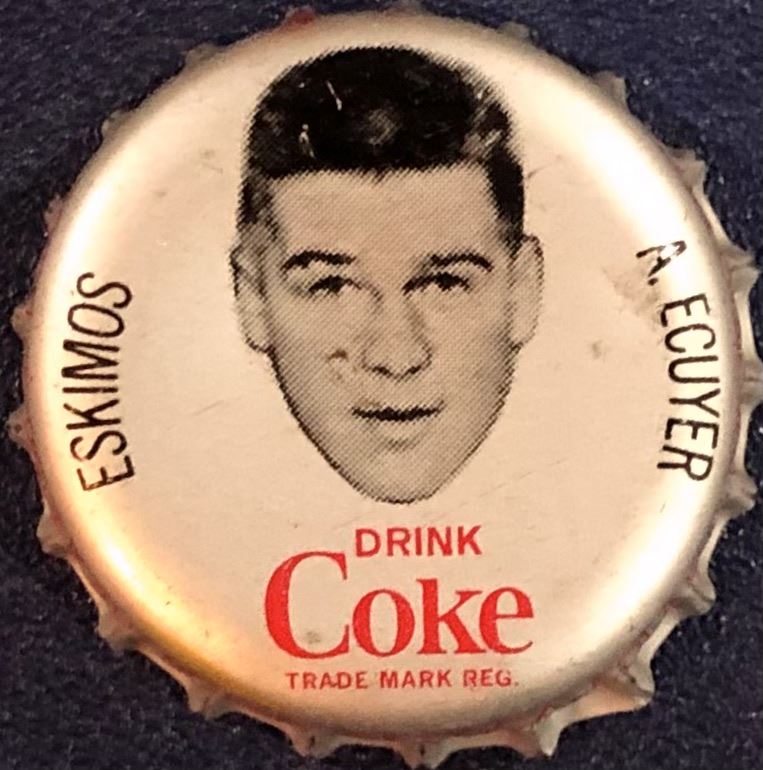 ESKIMOS
A. ECUYER
DRINK
Coke
TRADE MARK REG.